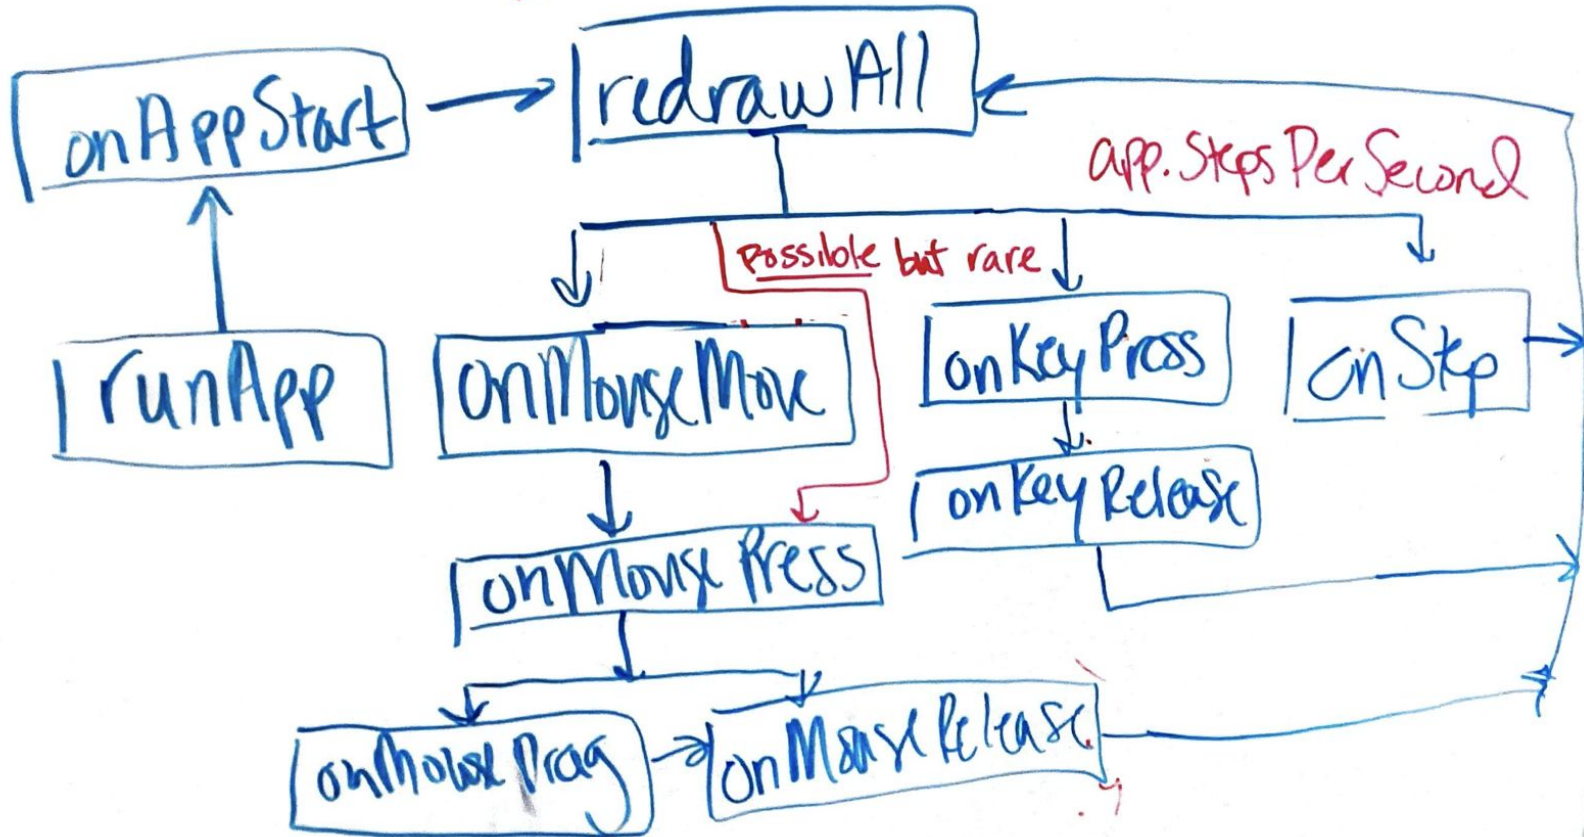 redrawAll
onAppStart
app.stepsPerSecond
possible but rare
runApp
onMouseMove
onKeyPress
onStep
onKeyRelease
onMousePress
onMouseDrag
onMouseRelease